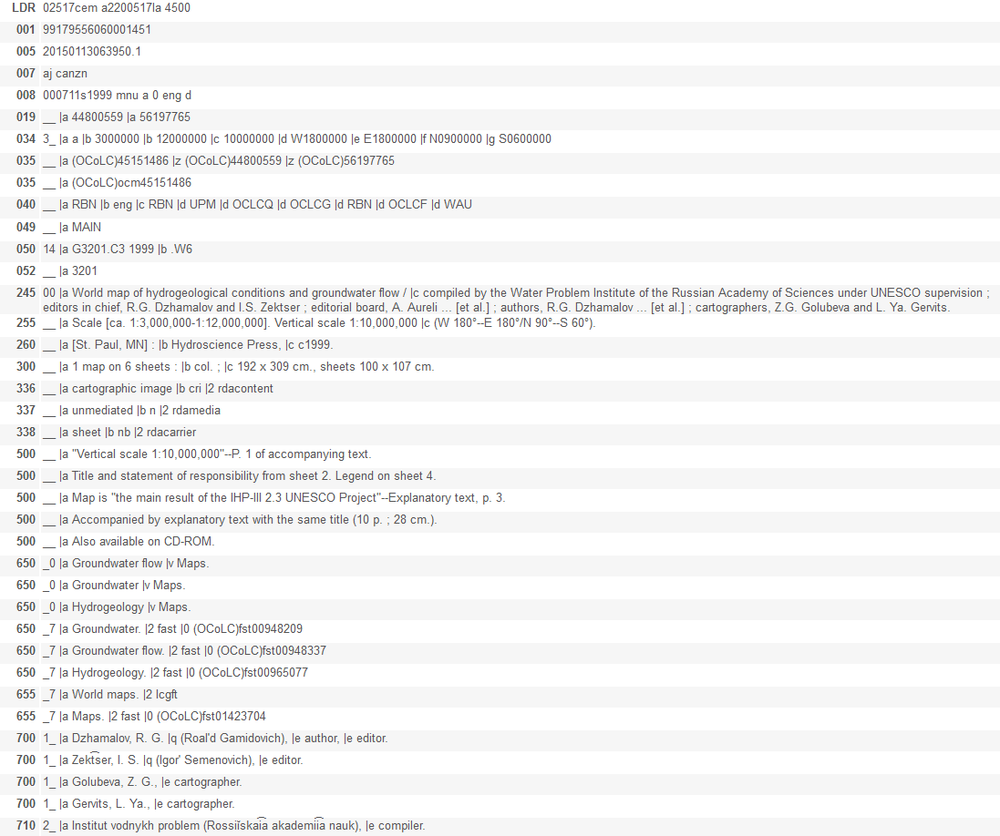 LDR 02517cem a2200517Ia 4500
001 99179556060001451
005 20150113063950.1
007 aj canzn
008 000711s1999 mnu a 0 eng d
019 __ |a 44800559 |a 56197765
034 3_ |a a |b 3000000 |b 12000000 |c 10000000 |d W1800000 |e E1800000 |f N0900000 |g S0600000
035 __ |a (OCoLC)45151486 |z (OCoLC)44800559 |z (OCoLC)56197765
035 __ |a (OCoLC)ocm45151486
040 __ |a RBN |b eng |c RBN |d UPM |d OCLCQ |d OCLCG |d RBN |d OCLCF |d WAU
049 __ |a MAIN
050 14 |a G3201.C3 1999 |b .W6
052 __ |a 3201
245 00 |a World map of hydrogeological conditions and groundwater flow / |c compiled by the Water Problem Institute of the Russian Academy of Sciences under UNESCO supervision ;
editors in chief, R.G. Dzhamalov and I.S. Zektser ; editorial board, A. Aureli ... [et al.] ; authors, R.G. Dzhamalov ... [et al.] ; cartographers, Z.G. Golubeva and L. Ya. Gervits.
255 __ |a Scale [ca. 1:3,000,000-1:12,000,000]. Vertical scale 1:10,000,000 |c (W 180°--E 180°/N 90°--S 60°).
260 __ |a [St. Paul, MN] : |b Hydroscience Press, |c c1999.
300 __ |a 1 map on 6 sheets : |b col. ; |c 192 x 309 cm., sheets 100 x 107 cm.
336 __ |a cartographic image |b cri |2 rdacontent
337 __ |a unmediated |b n |2 rdamedia
338 __ |a sheet |b nb |2 rdacarrier
500 __ |a "Vertical scale 1:10,000,000"--P. 1 of accompanying text.
500 __ |a Title and statement of responsibility from sheet 2. Legend on sheet 4.
500 __ |a Map is "the main result of the IHP-III 2.3 UNESCO Project"--Explanatory text, p. 3.
500 __ |a Accompanied by explanatory text with the same title (10 p. ; 28 cm.).
500 __ |a Also available on CD-ROM.
650 _0 |a Groundwater flow |v Maps.
650 _0 |a Groundwater |v Maps.
650 _0 |a Hydrogeology |v Maps.
650 _7 |a Groundwater. |2 fast |0 (OCoLC)fst00948209
650 _7 |a Groundwater flow. |2 fast |0 (OCoLC)fst00948337
650 _7 |a Hydrogeology. |2 fast |0 (OCoLC)fst00965077
655 _7 |a World maps. |2 lcgft
655 _7 |a Maps. |2 fast |0 (OCoLC)fst01423704
700 1_ |a Dzhamalov, R. G. |q (Roal'd Gamidovich), |e author, |e editor.
700 1_ |a Zekt͡ser, I. S. |q (Igor' Semenovich), |e editor.
700 1_ |a Golubeva, Z. G., |e cartographer.
700 1_ |a Gervits, L. Ya., |e cartographer.
710 2_ |a Institut vodnykh problem (Rossiĭskai͡a akademii͡a nauk), |e compiler.